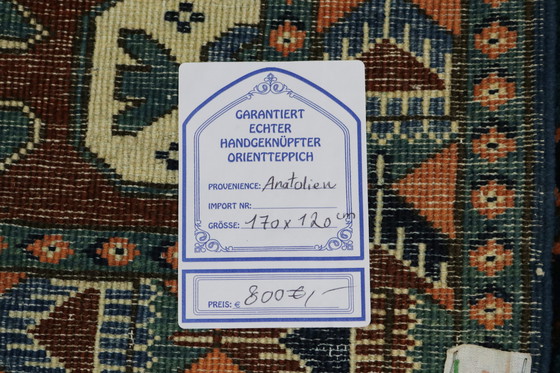 GARANTIERT
ECHTER
HANDGEKNÜPFTER
ORIENTTEPPICH
PROVENIENCE: Anatolien
IMPORT NR:
GRÖSSE: 170 x 120 cm
PREIS: € 800 €,—